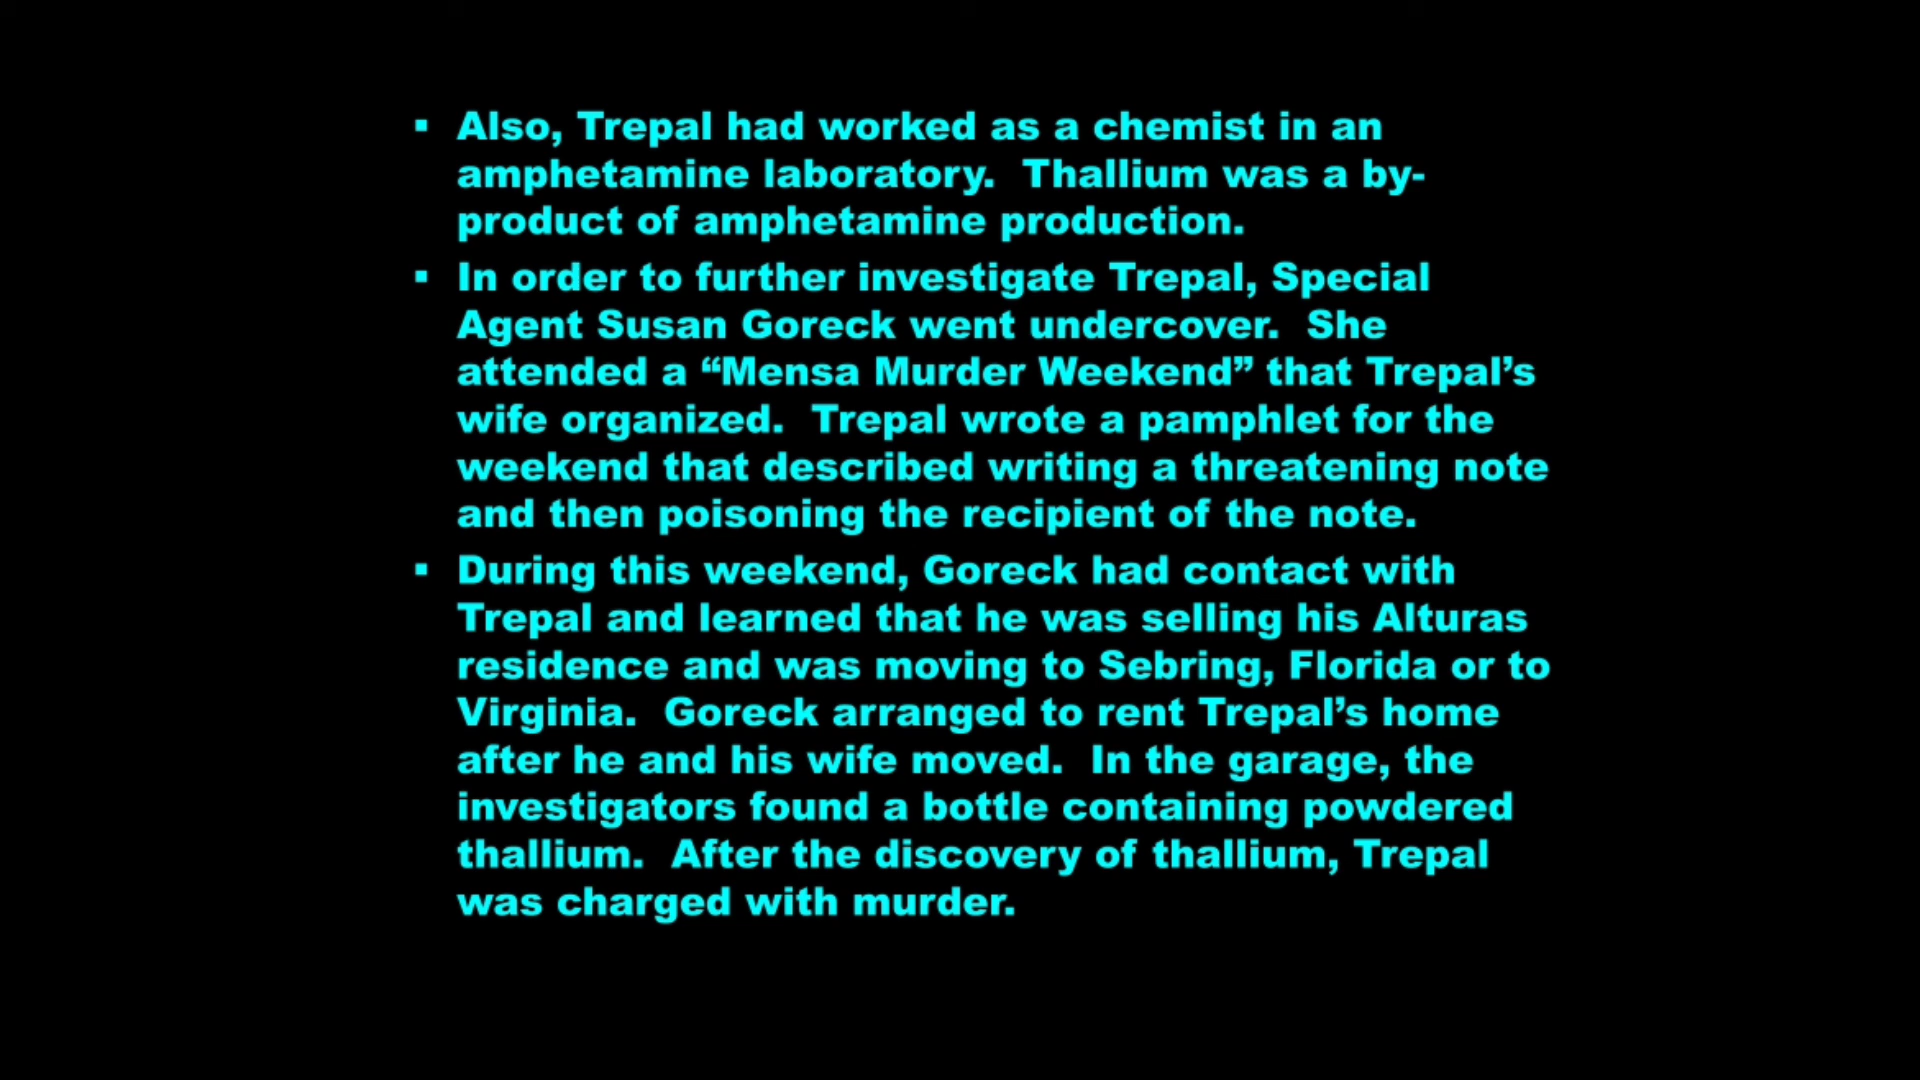 ▪ Also, Trepal had worked as a chemist in an
amphetamine laboratory.  Thallium was a by-
product of amphetamine production.
▪ In order to further investigate Trepal, Special
Agent Susan Goreck went undercover.  She
attended a “Mensa Murder Weekend” that Trepal’s
wife organized.  Trepal wrote a pamphlet for the
weekend that described writing a threatening note
and then poisoning the recipient of the note.
▪ During this weekend, Goreck had contact with
Trepal and learned that he was selling his Alturas
residence and was moving to Sebring, Florida or to
Virginia.  Goreck arranged to rent Trepal’s home
after he and his wife moved.  In the garage, the
investigators found a bottle containing powdered
thallium.  After the discovery of thallium, Trepal
was charged with murder.